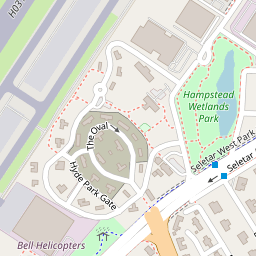 H03
Hampstead
Wetlands
Park
The Oval
Hyde Park Gate
Seletar West Park
Seletar
Bell Helicopters